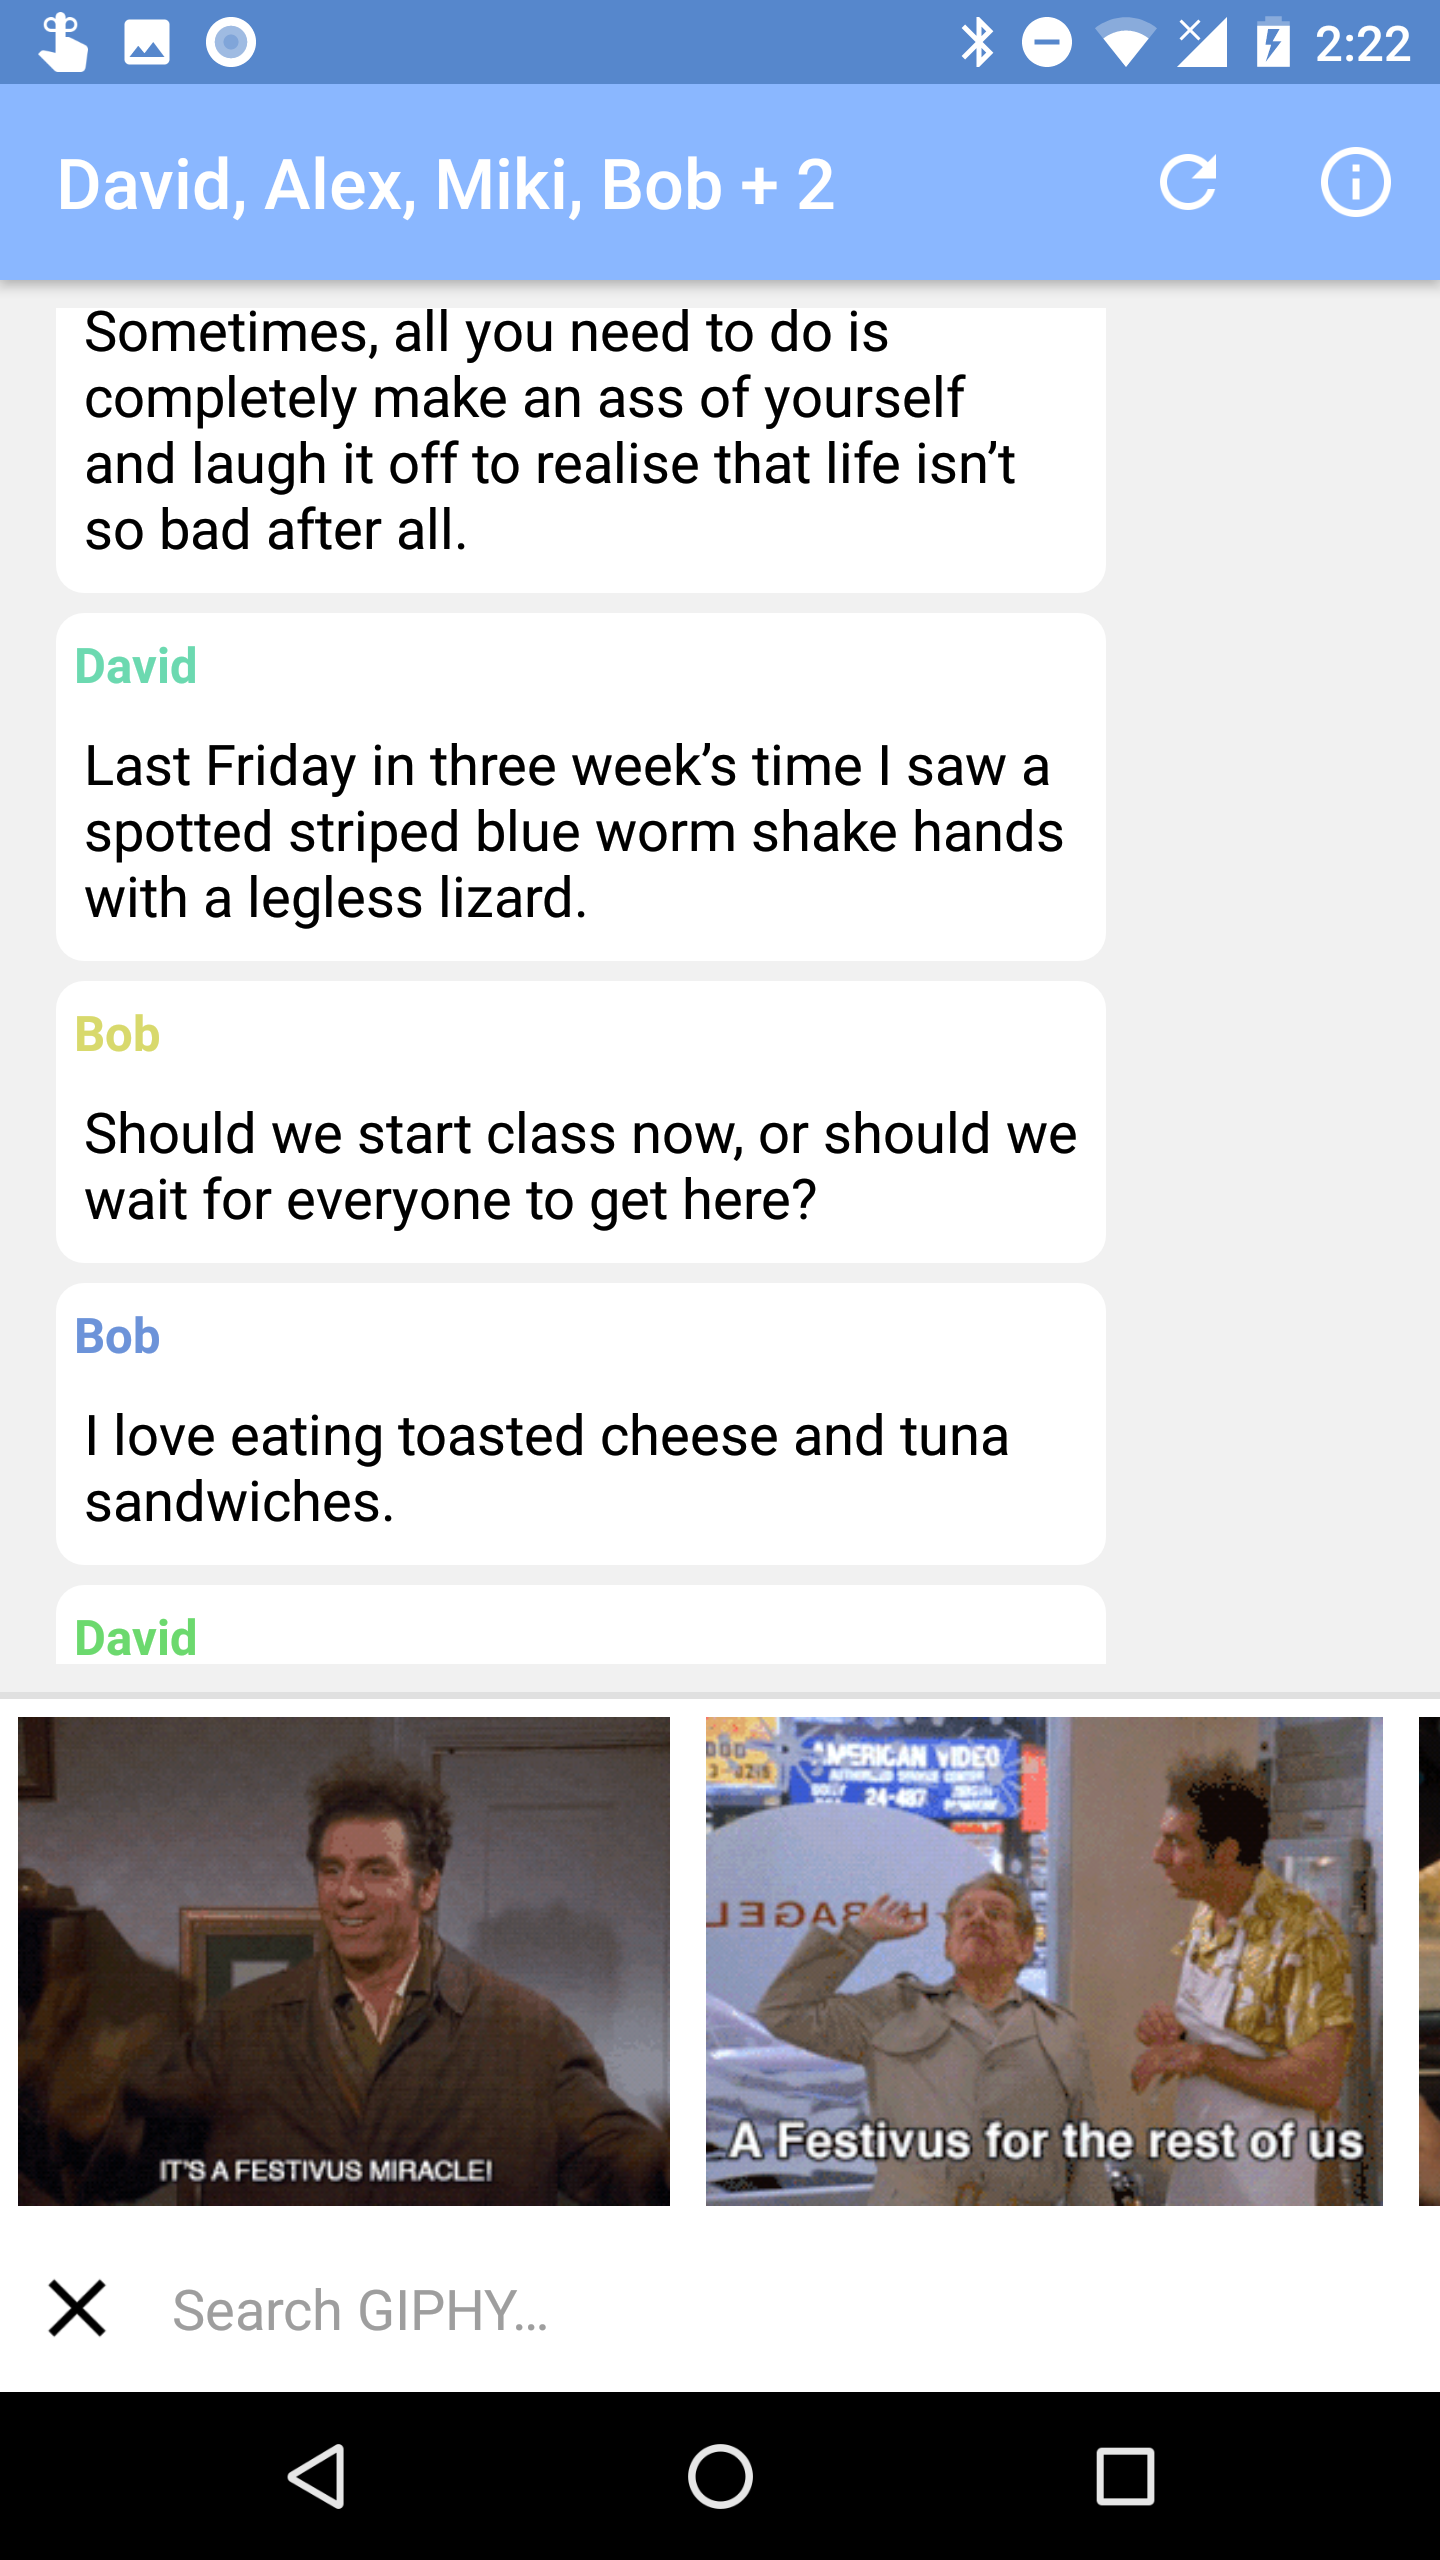 2:22
David, Alex, Miki, Bob + 2
Sometimes, all you need to do is
completely make an ass of yourself
and laugh it off to realise that life isn’t
so bad after all.
David
Last Friday in three week’s time I saw a
spotted striped blue worm shake hands
with a legless lizard.
Bob
Should we start class now, or should we
wait for everyone to get here?
Bob
I love eating toasted cheese and tuna
sandwiches.
David
IT'S A FESTIVUS MIRACLE!
AMERICAN VIDEO
24-487
BAGEL
A Festivus for the rest of us
Search GIPHY...